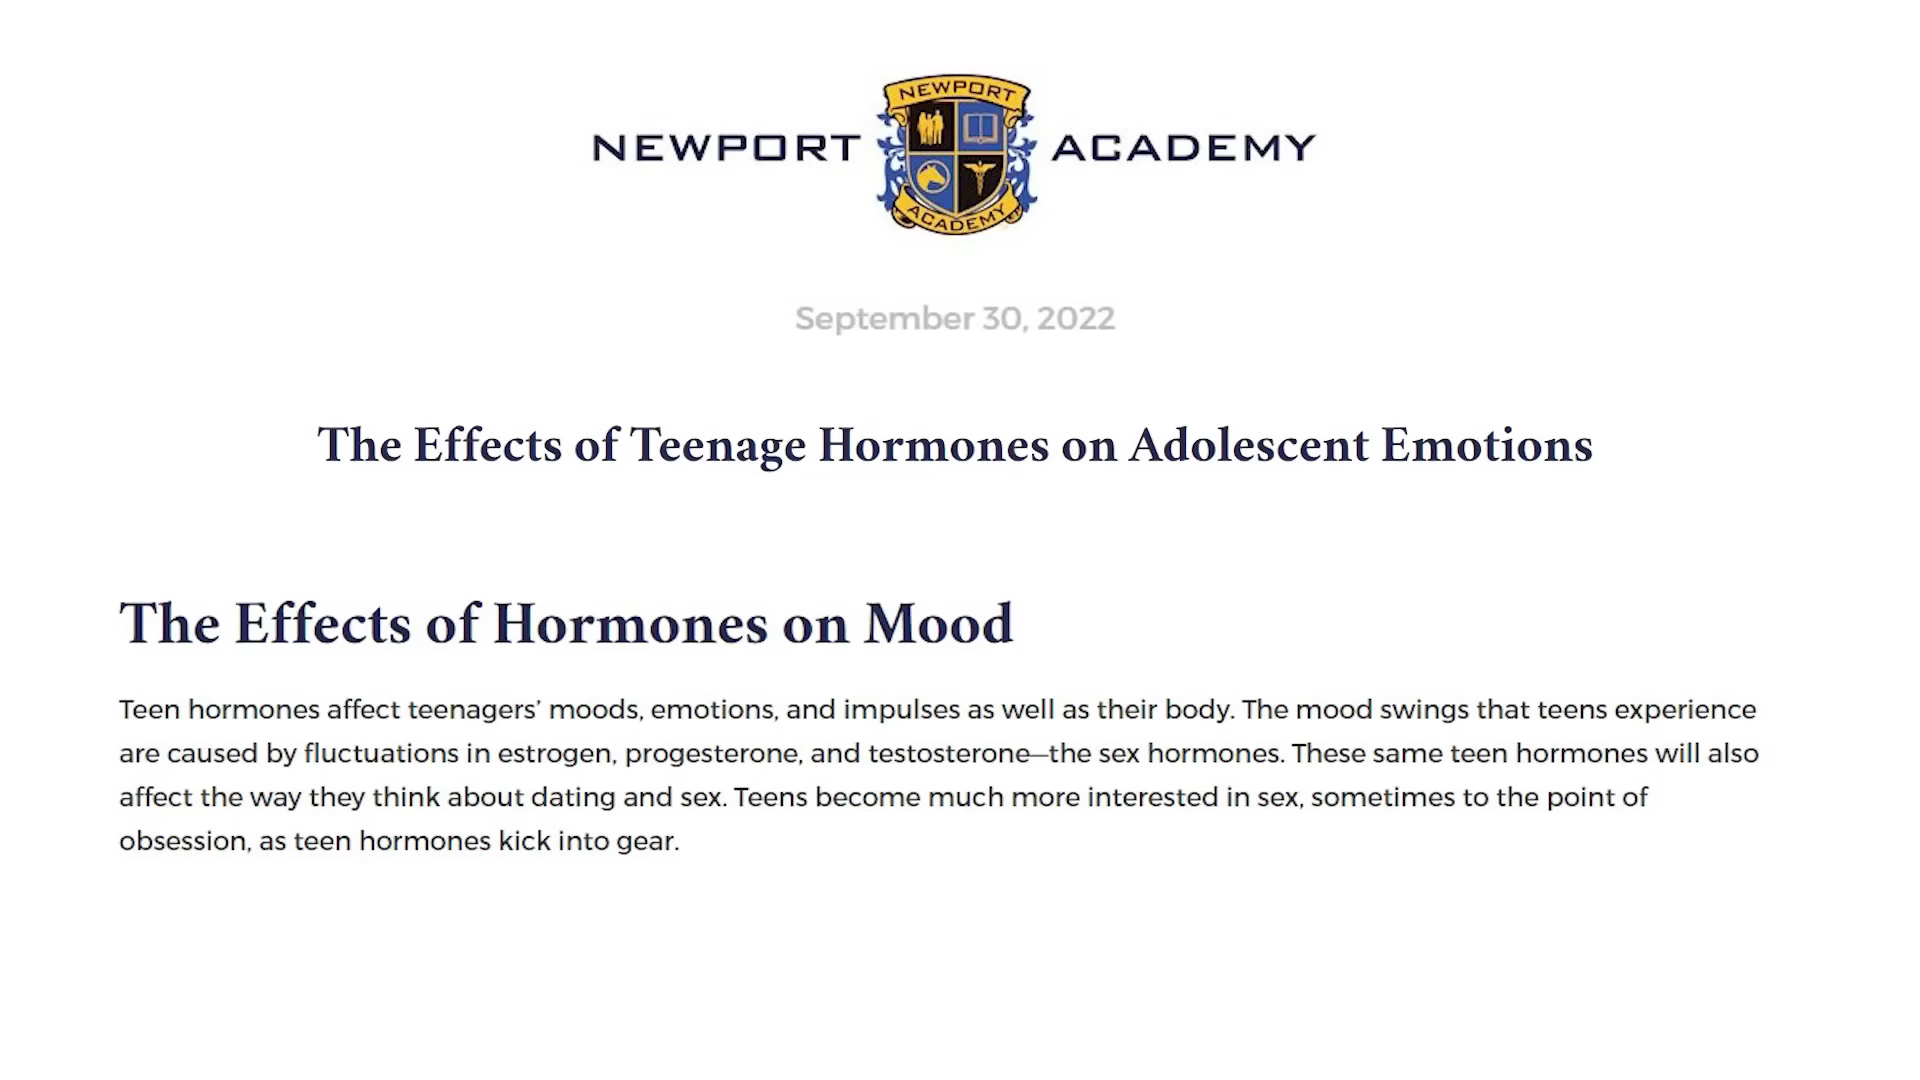 NEWPORT ACADEMY
NEWPORT
ACADEMY
September 30, 2022
The Effects of Teenage Hormones on Adolescent Emotions
The Effects of Hormones on Mood
Teen hormones affect teenagers’ moods, emotions, and impulses as well as their body. The mood swings that teens experience
are caused by fluctuations in estrogen, progesterone, and testosterone—the sex hormones. These same teen hormones will also
affect the way they think about dating and sex. Teens become much more interested in sex, sometimes to the point of
obsession, as teen hormones kick into gear.